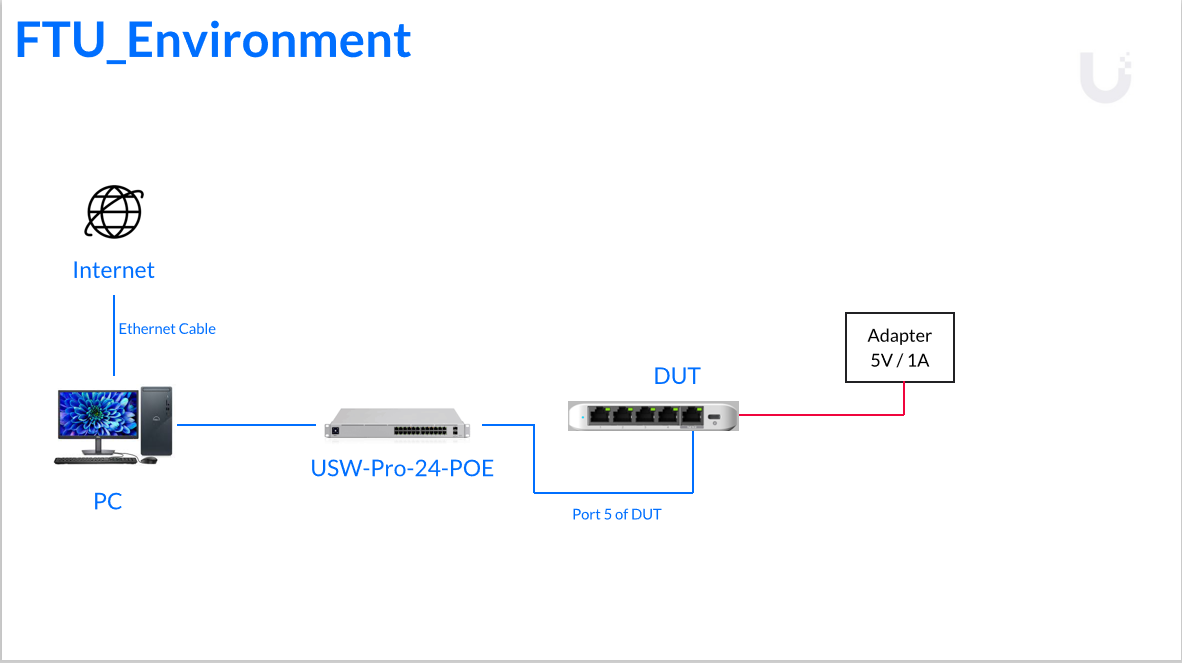 FTU_Environment
Internet
Ethernet Cable
Adapter
5V / 1A
DUT
USW-Pro-24-POE
PC
Port 5 of DUT